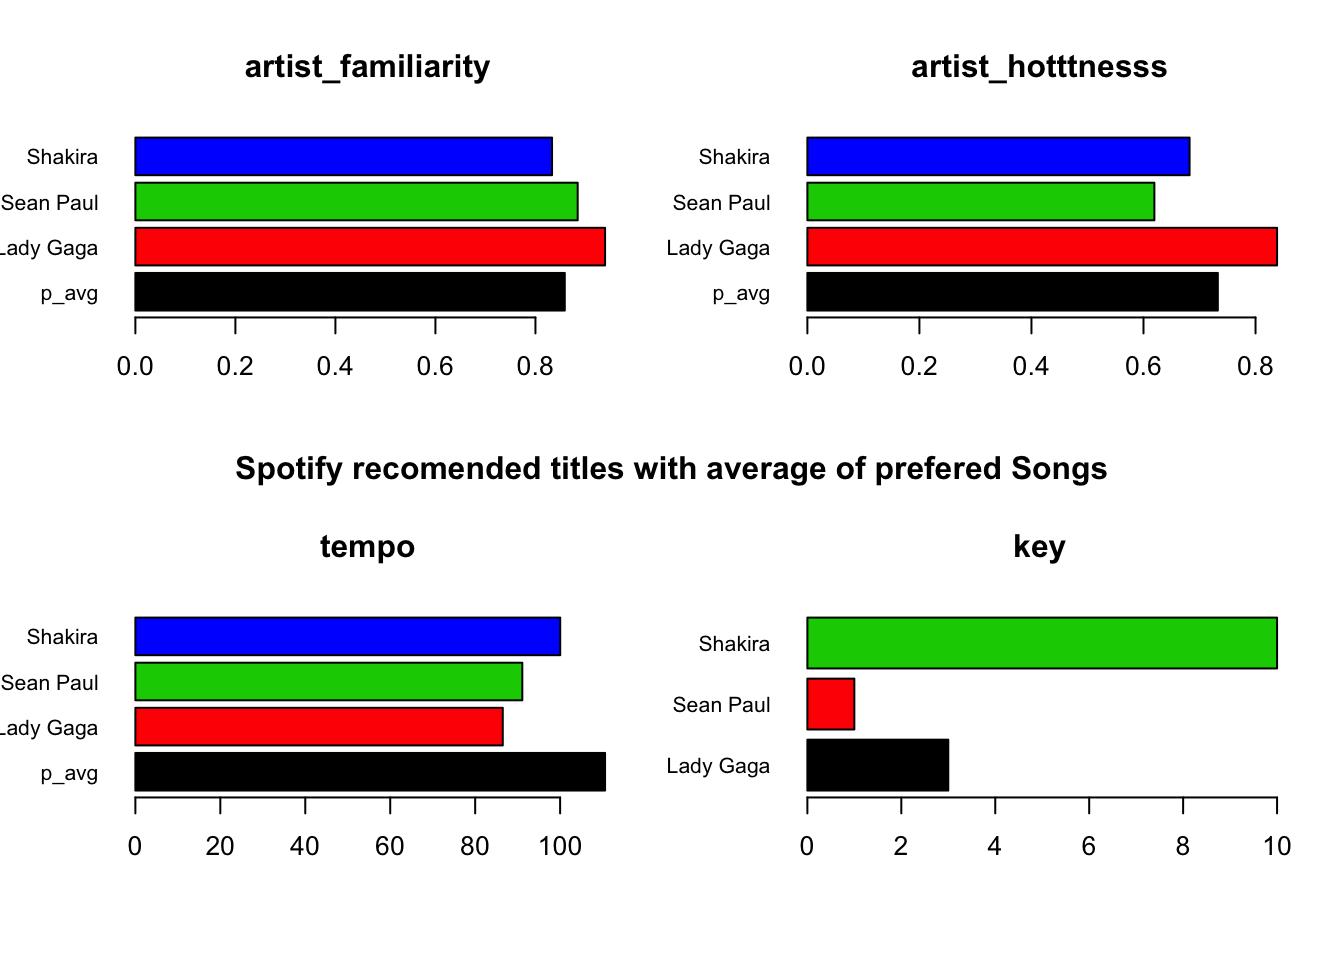 artist_familiarity
Shakira
Sean Paul
Lady Gaga
p_avg
0.0 0.2 0.4 0.6 0.8
artist_hotttnesss
Shakira
Sean Paul
Lady Gaga
p_avg
0.0 0.2 0.4 0.6 0.8
Spotify recomended titles with average of prefered Songs
tempo
Shakira
Sean Paul
Lady Gaga
p_avg
0 20 40 60 80 100
key
Shakira
Sean Paul
Lady Gaga
0 2 4 6 8 10